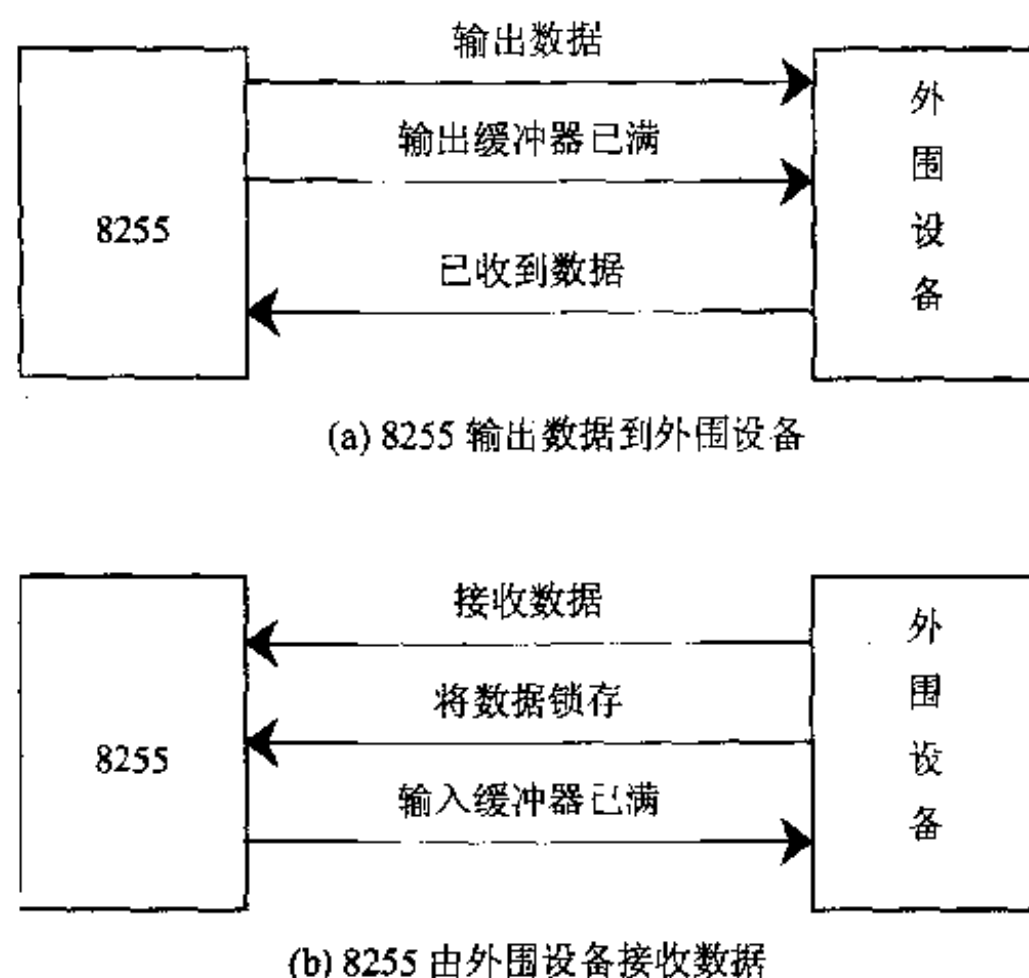 输出数据
输出缓冲器已满
8255
已收到数据
外围设备
(a) 8255 输出数据到外围设备
接收数据
将数据锁存
8255
输入缓冲器已满
外围设备
(b) 8255 由外围设备接收数据